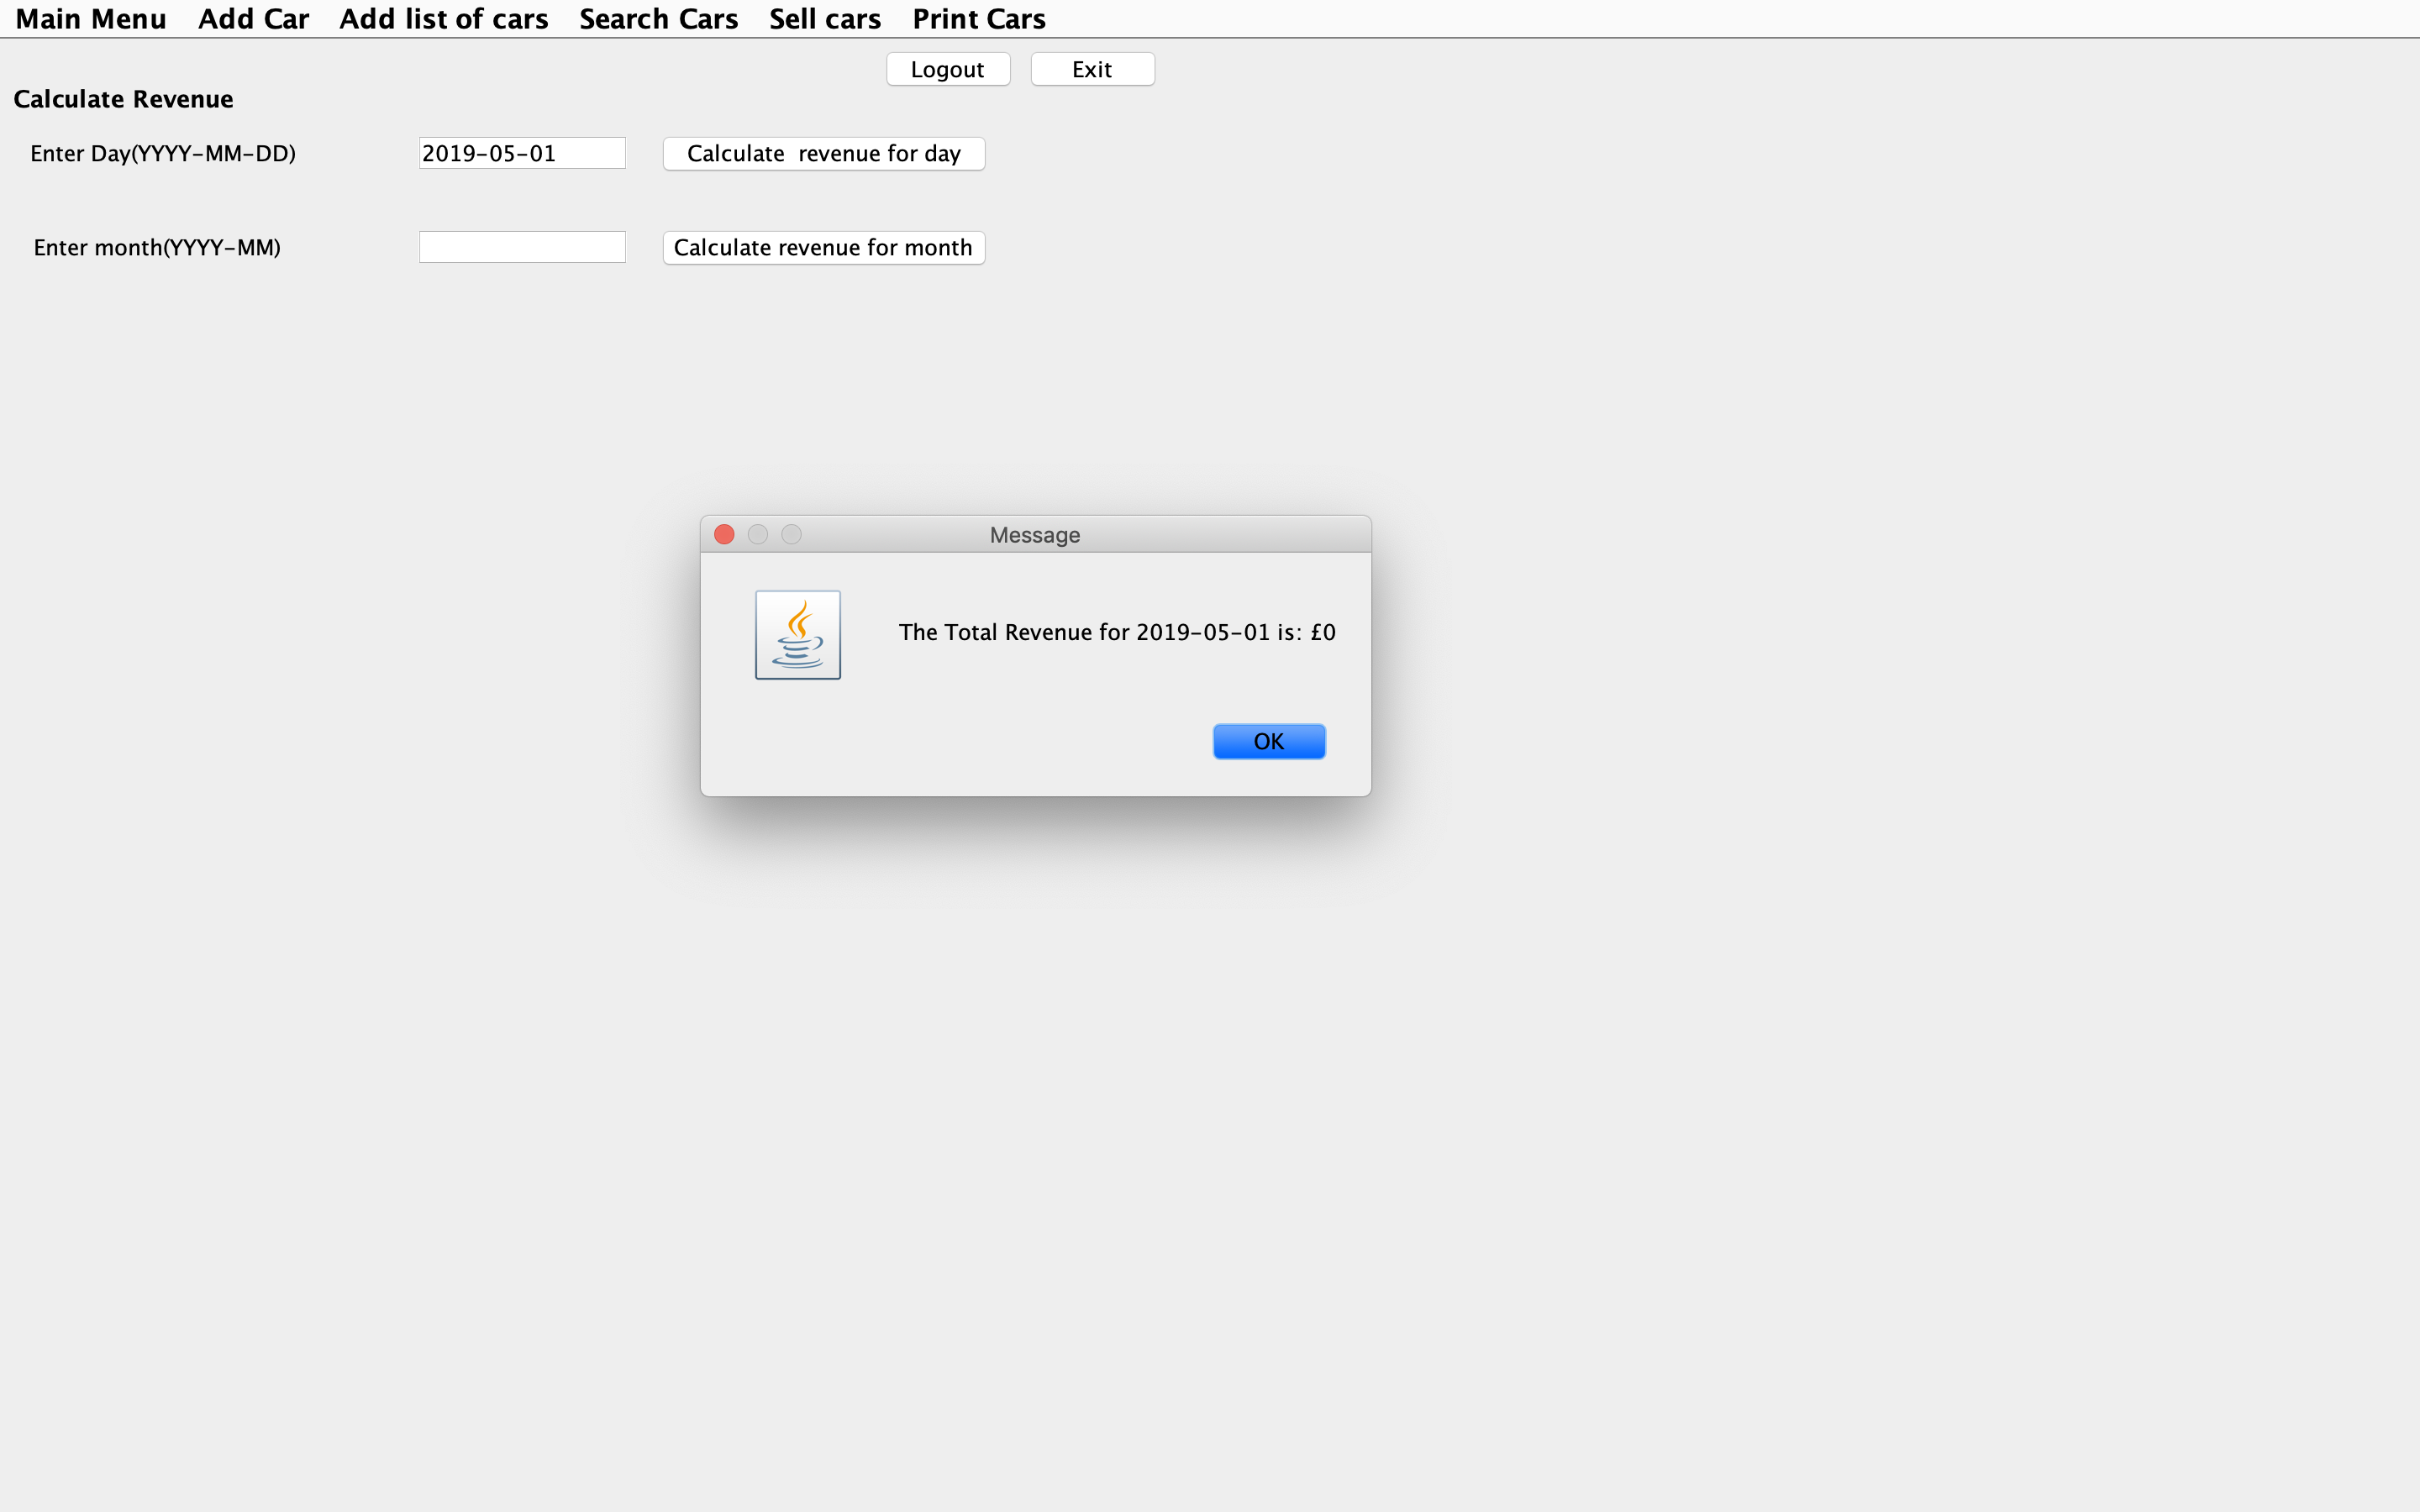 Main Menu Add Car Add list of cars Search Cars Sell cars Print Cars
Logout Exit
Calculate Revenue
Enter Day(YYYY-MM-DD) 2019-05-01 Calculate  revenue for day
Enter month(YYYY-MM) Calculate revenue for month
Message
The Total Revenue for 2019-05-01 is: £0
OK